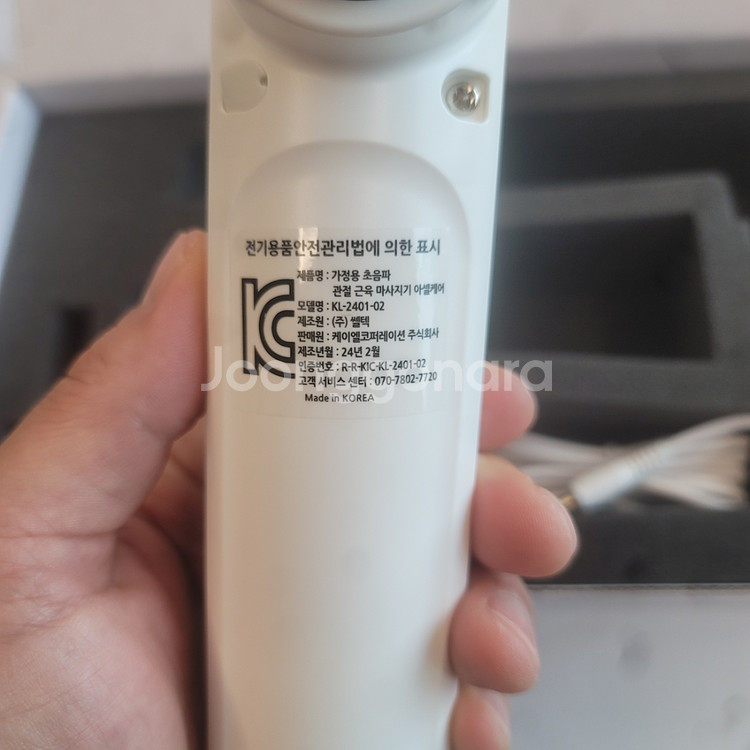 전기용품안전관리법에 의한 표시
제품명 : 가정용 초음파
관절 근육 마사지기 아셀케어
모델명 : KL-2401-02
제조원 : (주) 쎌텍
판매원 : 케이엘코퍼레이션 주식회사
제조년월 : 24년 2월
인증번호 : R-R-KIC-KL-2401-02
고객 서비스 센터 : 070-7802-7720
Made in KOREA
Joonggonara